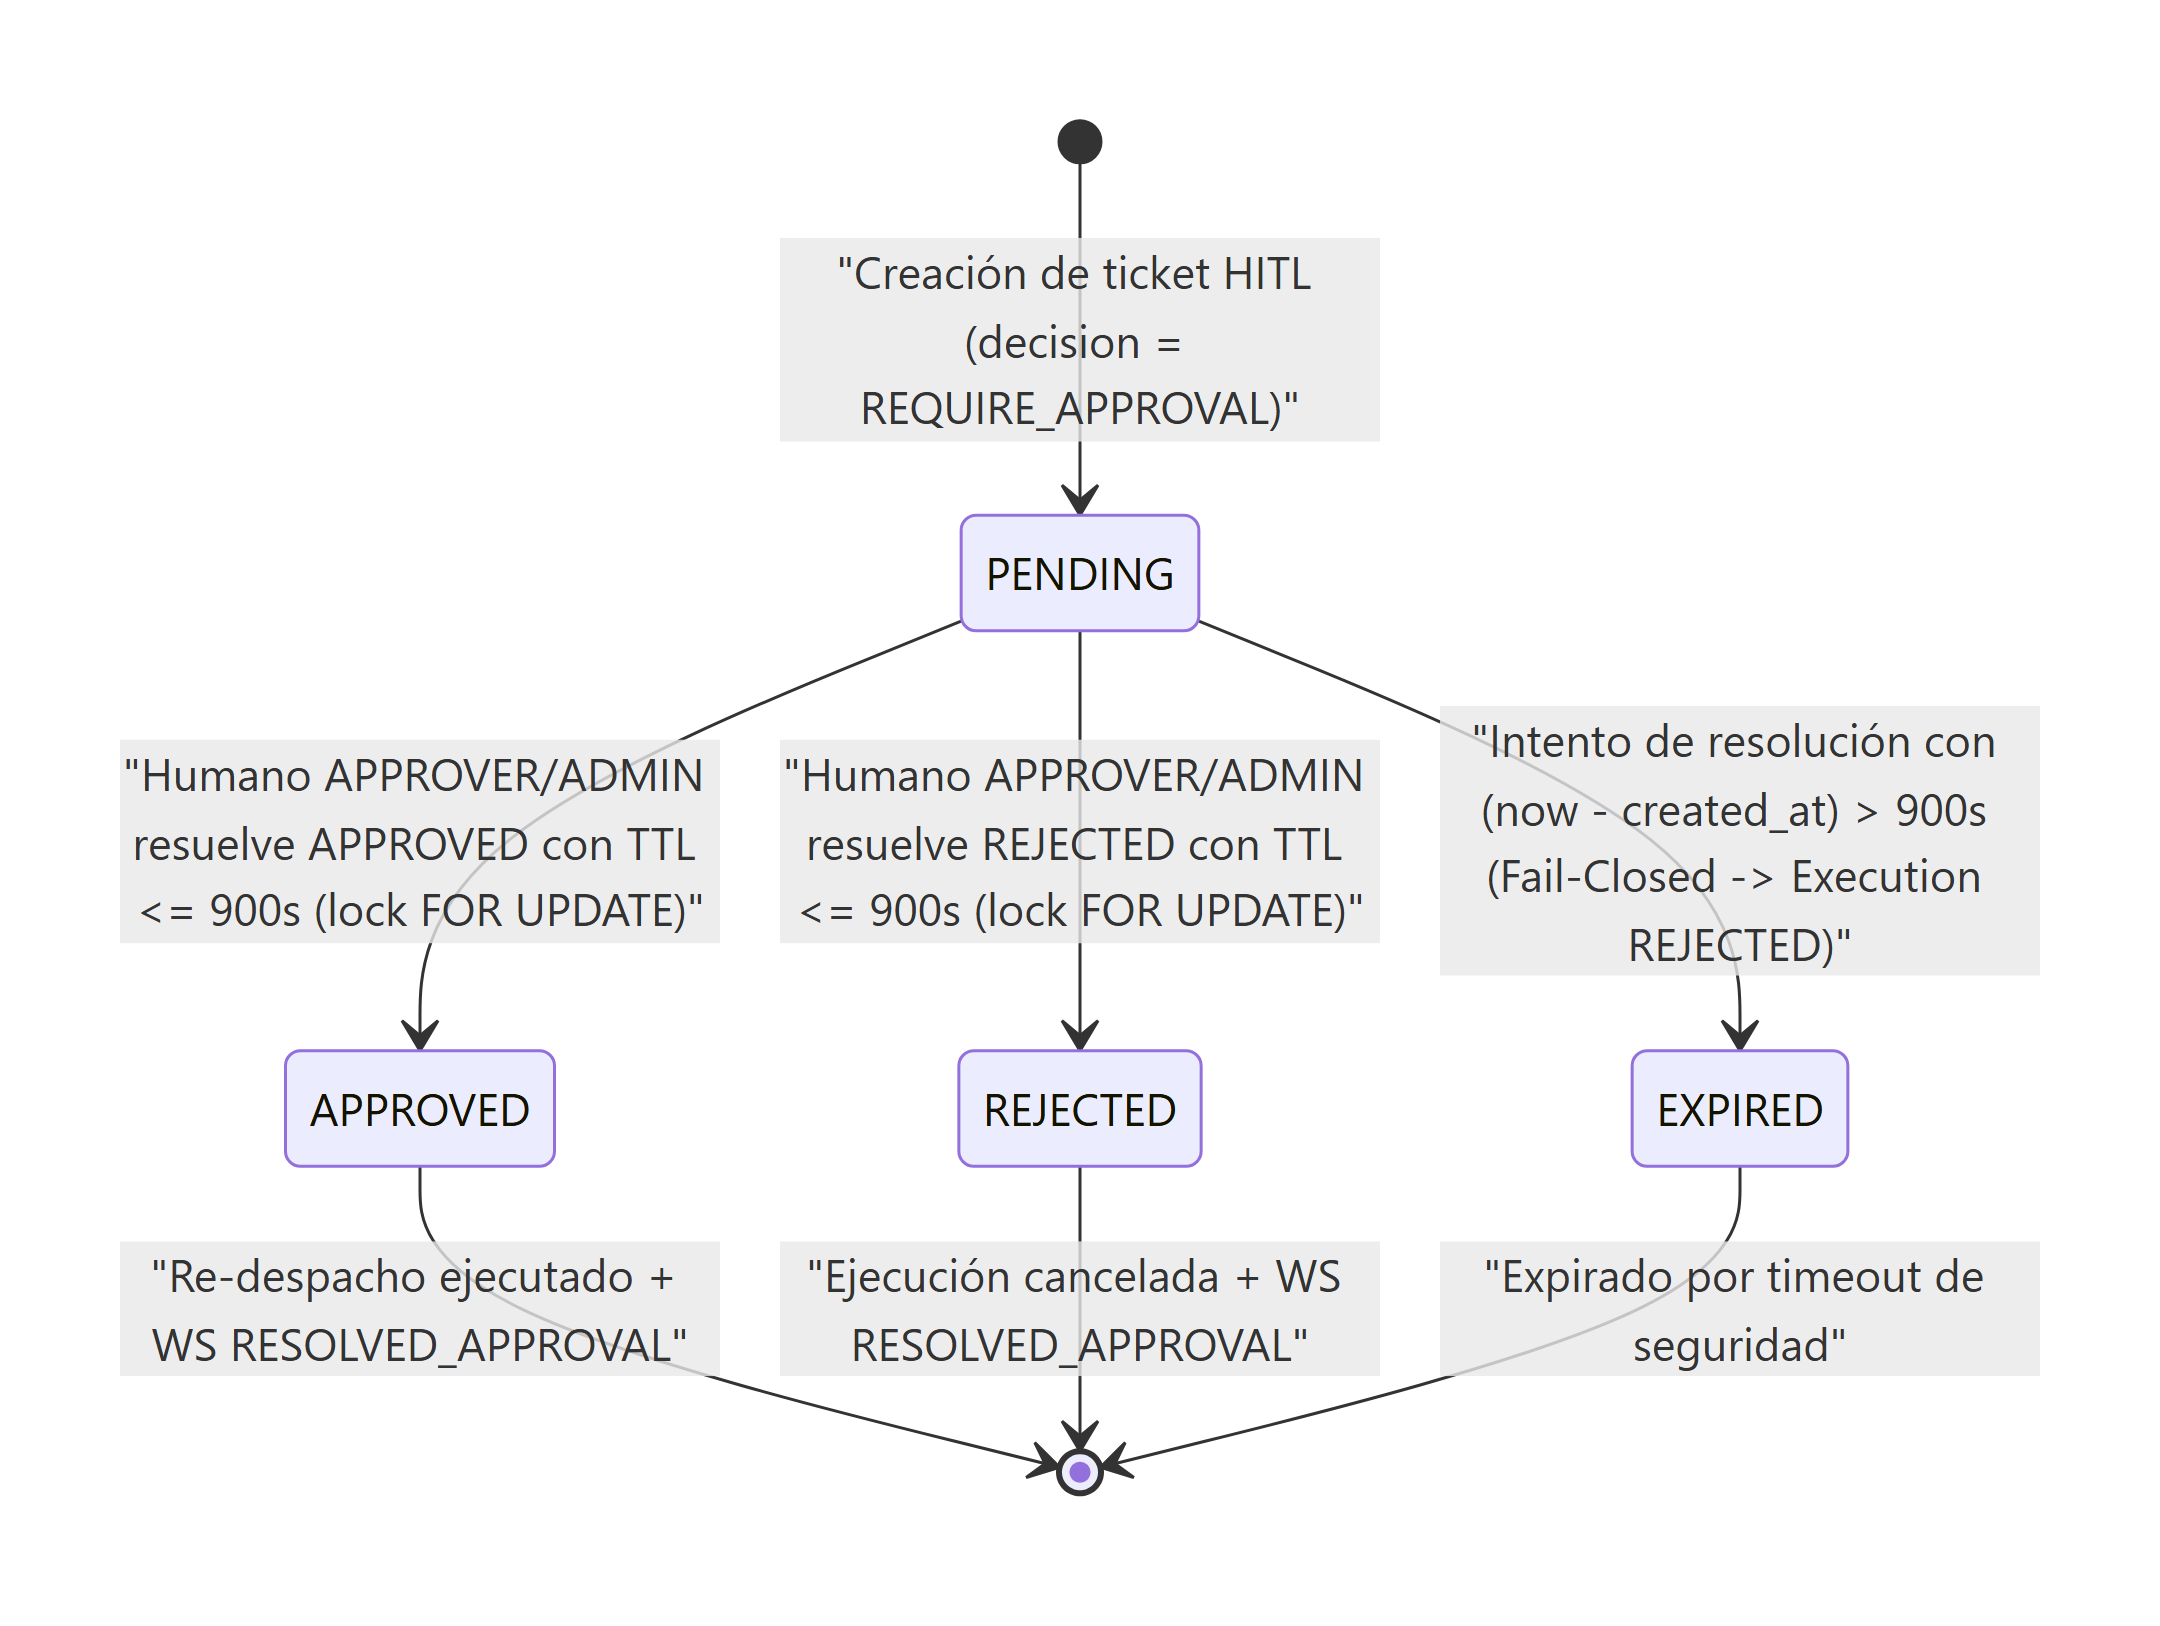 "Creación de ticket HITL
(decision =
REQUIRE_APPROVAL)"
PENDING
"Humano APPROVER/ADMIN
resuelve APPROVED con TTL
<= 900s (lock FOR UPDATE)"
"Humano APPROVER/ADMIN
resuelve REJECTED con TTL
<= 900s (lock FOR UPDATE)"
"Intento de resolución con
(now - created_at) > 900s
(Fail-Closed -> Execution
REJECTED)"
APPROVED
REJECTED
EXPIRED
"Re-despacho ejecutado +
WS RESOLVED_APPROVAL"
"Ejecución cancelada + WS
RESOLVED_APPROVAL"
"Expirado por timeout de
seguridad"